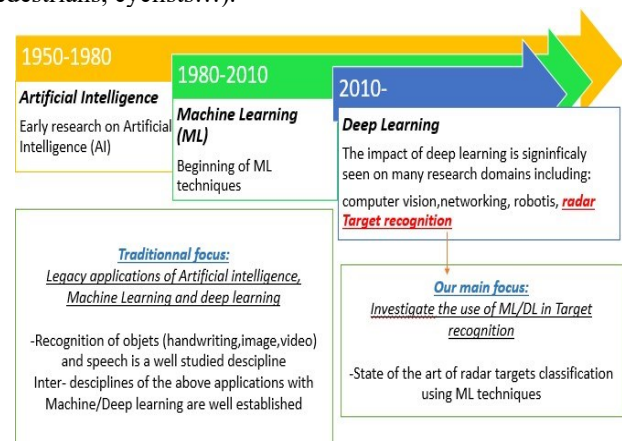 edestrians, cyclists...).
1950-1980
Artificial Intelligence
Early research on Artificial
Intelligence (AI)
1980-2010
Machine Learning
(ML)
Beginning of ML
techniques
2010-
Deep Learning
The impact of deep learning is signinficaly
seen on many research domains including:
computer vision,networking, robotis, radar
Target recognition
Traditionnal focus:
Legacy applications of Artificial intelligence,
Machine Learning and deep learning
-Recognition of objets (handwriting,image,video)
and speech is a well studied descipline
Inter- desciplines of the above applications with
Machine/Deep learning are well established
Our main focus:
Investigate the use of ML/DL in Target
recognition
-State of the art of radar targets classification
using ML techniques